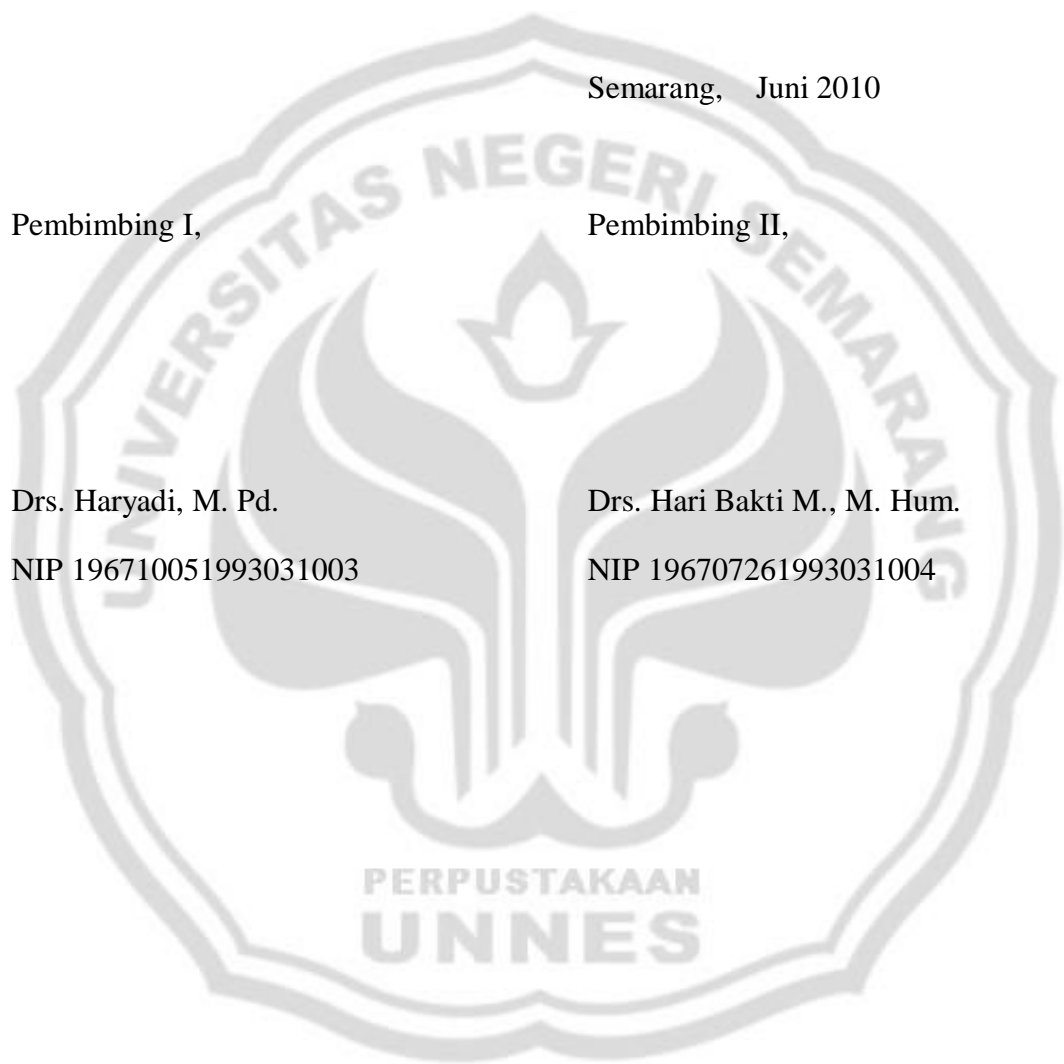 Semarang, Juni 2010
Pembimbing I, Pembimbing II,
Drs. Haryadi, M. Pd. Drs. Hari Bakti M., M. Hum.
NIP 196710051993031003 NIP 196707261993031004
UNIVERSITAS NEGERI SEMARANG
PERPUSTAKAAN
UNNES